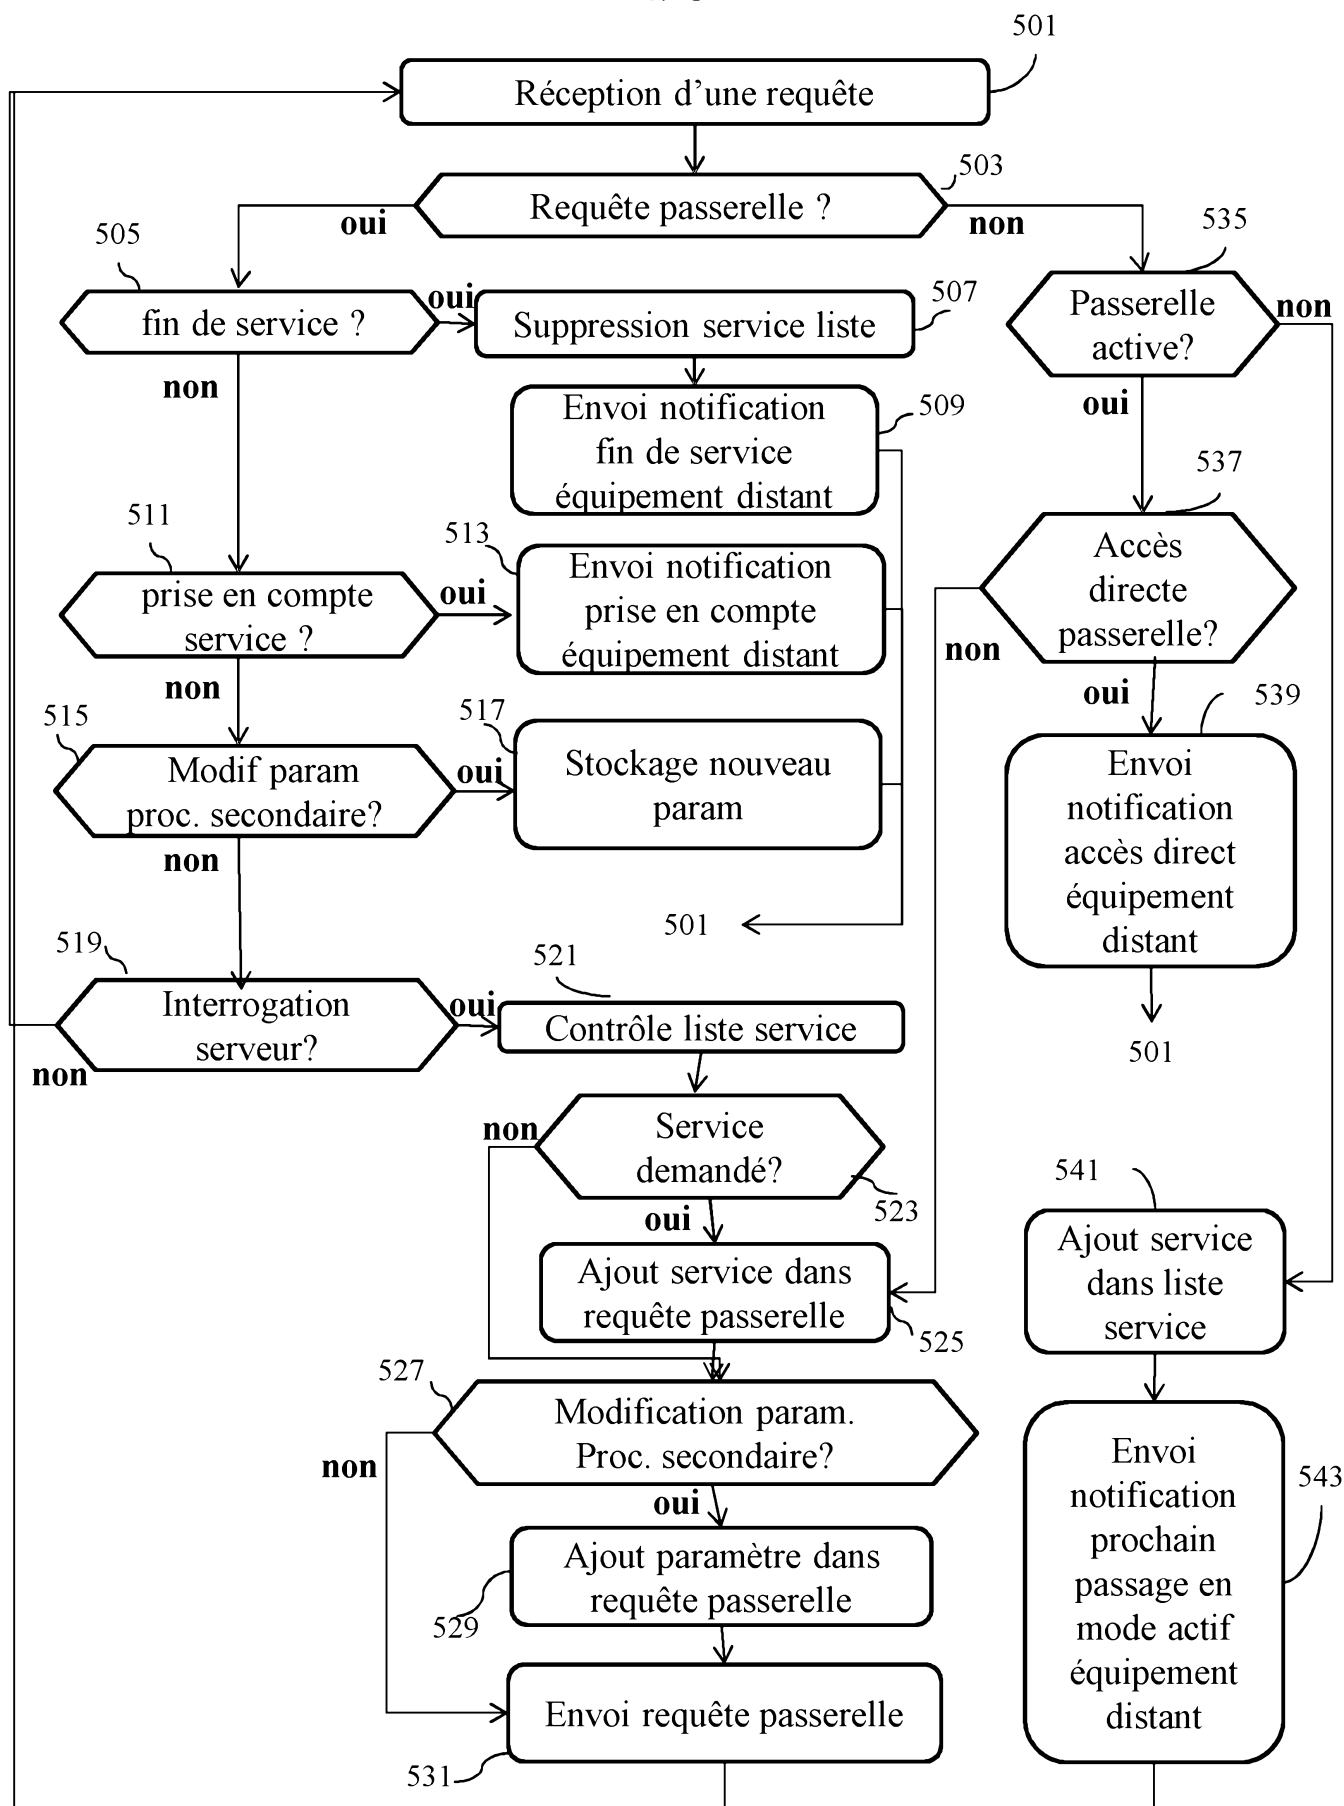 501
Réception d’une requête
503
Requête passerelle ?
oui
non
505
535
fin de service ?
oui
507
Suppression service liste
Passerelle
active?
non
non
oui
509
Envoi notification
fin de service
équipement distant
537
511
513
Accès
directe
passerelle?
prise en compte
service ?
oui
Envoi notification
prise en compte
équipement distant
non
non
oui
539
515
517
Modif param
proc. secondaire?
oui
Stockage nouveau
param
Envoi
notification
accès direct
équipement
distant
non
501
519
521
Interrogation
serveur?
oui
Contrôle liste service
501
non
Service
demandé?
non
523
oui
541
Ajout service dans
requête passerelle
525
Ajout service
dans liste
service
527
Modification param.
Proc. secondaire?
non
oui
Envoi
notification
prochain
passage en
mode actif
équipement
distant
543
Ajout paramètre dans
requête passerelle
529
Envoi requête passerelle
531